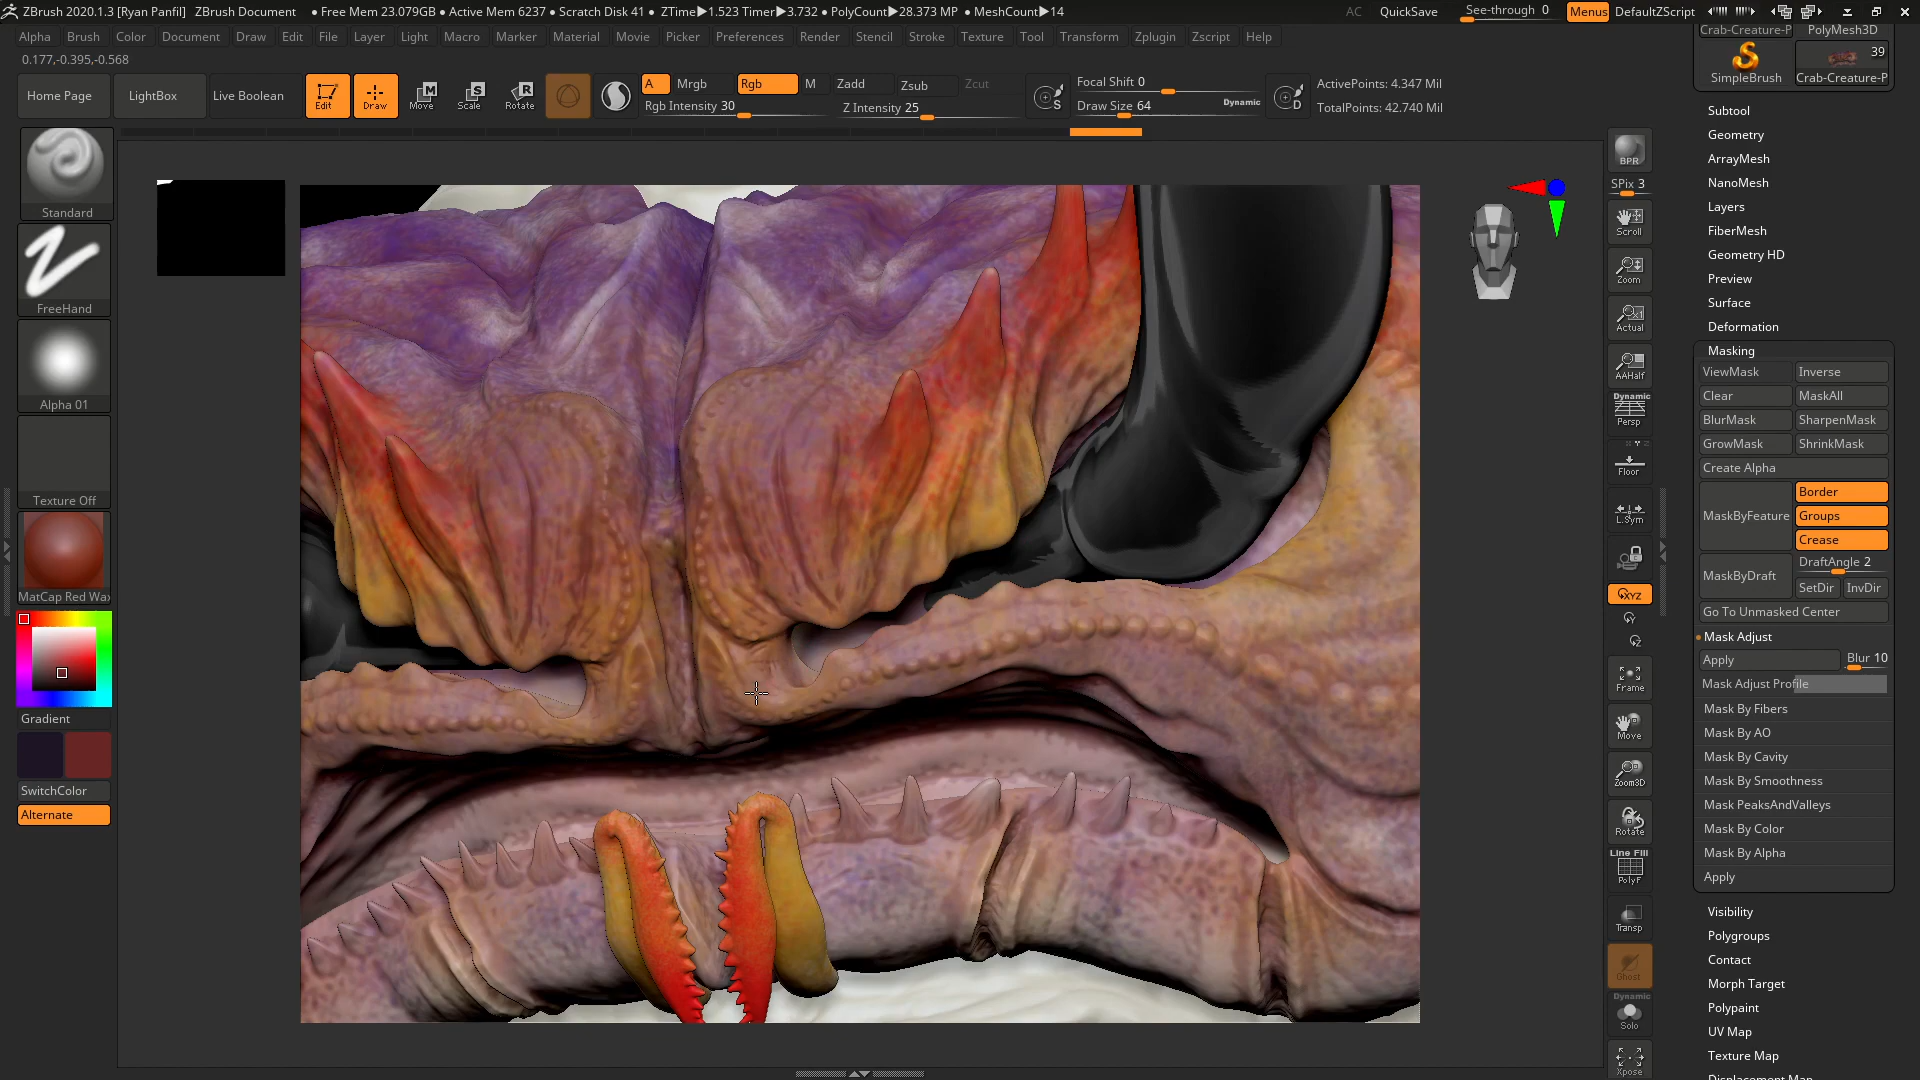 ZBrush 2020.1.3 [Ryan Panfil] ZBrush Document • Free Mem 23.079GB • Active Mem 6237 • Scratch Disk 41 • ZTime▶1.523 Timer▶3.732 • PolyCount▶28.373 MP • MeshCount▶14 AC QuickSave See-through 0 Menus DefaultZScript
Alpha Brush Color Document Draw Edit File Layer Light Macro Marker Material Movie Picker Preferences Render Stencil Stroke Texture Tool Transform Zplugin Zscript Help
0.177,-0.395,-0.568
Home Page LightBox Live Boolean Edit Draw Move Scale Rotate
A Mrgb Rgb M Zadd Zsub Zcut
Rgb Intensity 30 Z Intensity 25
Focal Shift 0
Draw Size 64 Dynamic
S
D
ActivePoints: 4.347 Mil
TotalPoints: 42.740 Mil
Standard
FreeHand
Alpha 01
Texture Off
MatCap Red Wax
Gradient
SwitchColor
Alternate
BPR
SPix 3
Scroll
Zoom
Actual
AAHalf
Dynamic
Persp
Floor
L.Sym
XYZ
Y
Z
Frame
Move
Zoom3D
Rotate
Line Fill
PolyF
Transp
Ghost
Dynamic
Solo
Xpose
Crab-Creature-P PolyMesh3D
39
SimpleBrush Crab-Creature-P
Subtool
Geometry
ArrayMesh
NanoMesh
Layers
FiberMesh
Geometry HD
Preview
Surface
Deformation
Masking
ViewMask Inverse
Clear MaskAll
BlurMask SharpenMask
GrowMask ShrinkMask
Create Alpha
MaskByFeature Border
Groups
Crease
MaskByDraft DraftAngle 2
SetDir InvDir
Go To Unmasked Center
Mask Adjust
Apply Blur 10
Mask Adjust Profile
Mask By Fibers
Mask By AO
Mask By Cavity
Mask By Smoothness
Mask PeaksAndValleys
Mask By Color
Mask By Alpha
Apply
Visibility
Polygroups
Contact
Morph Target
Polypaint
UV Map
Texture Map
Displacement Map